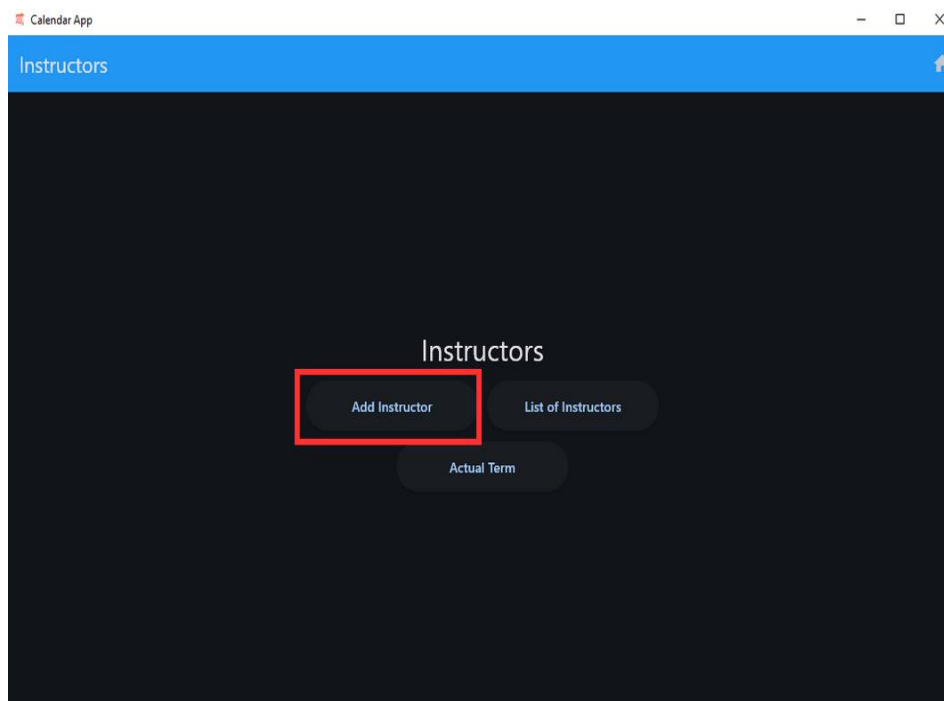 Calendar App
Instructors
Instructors
Add Instructor List of Instructors
Actual Term